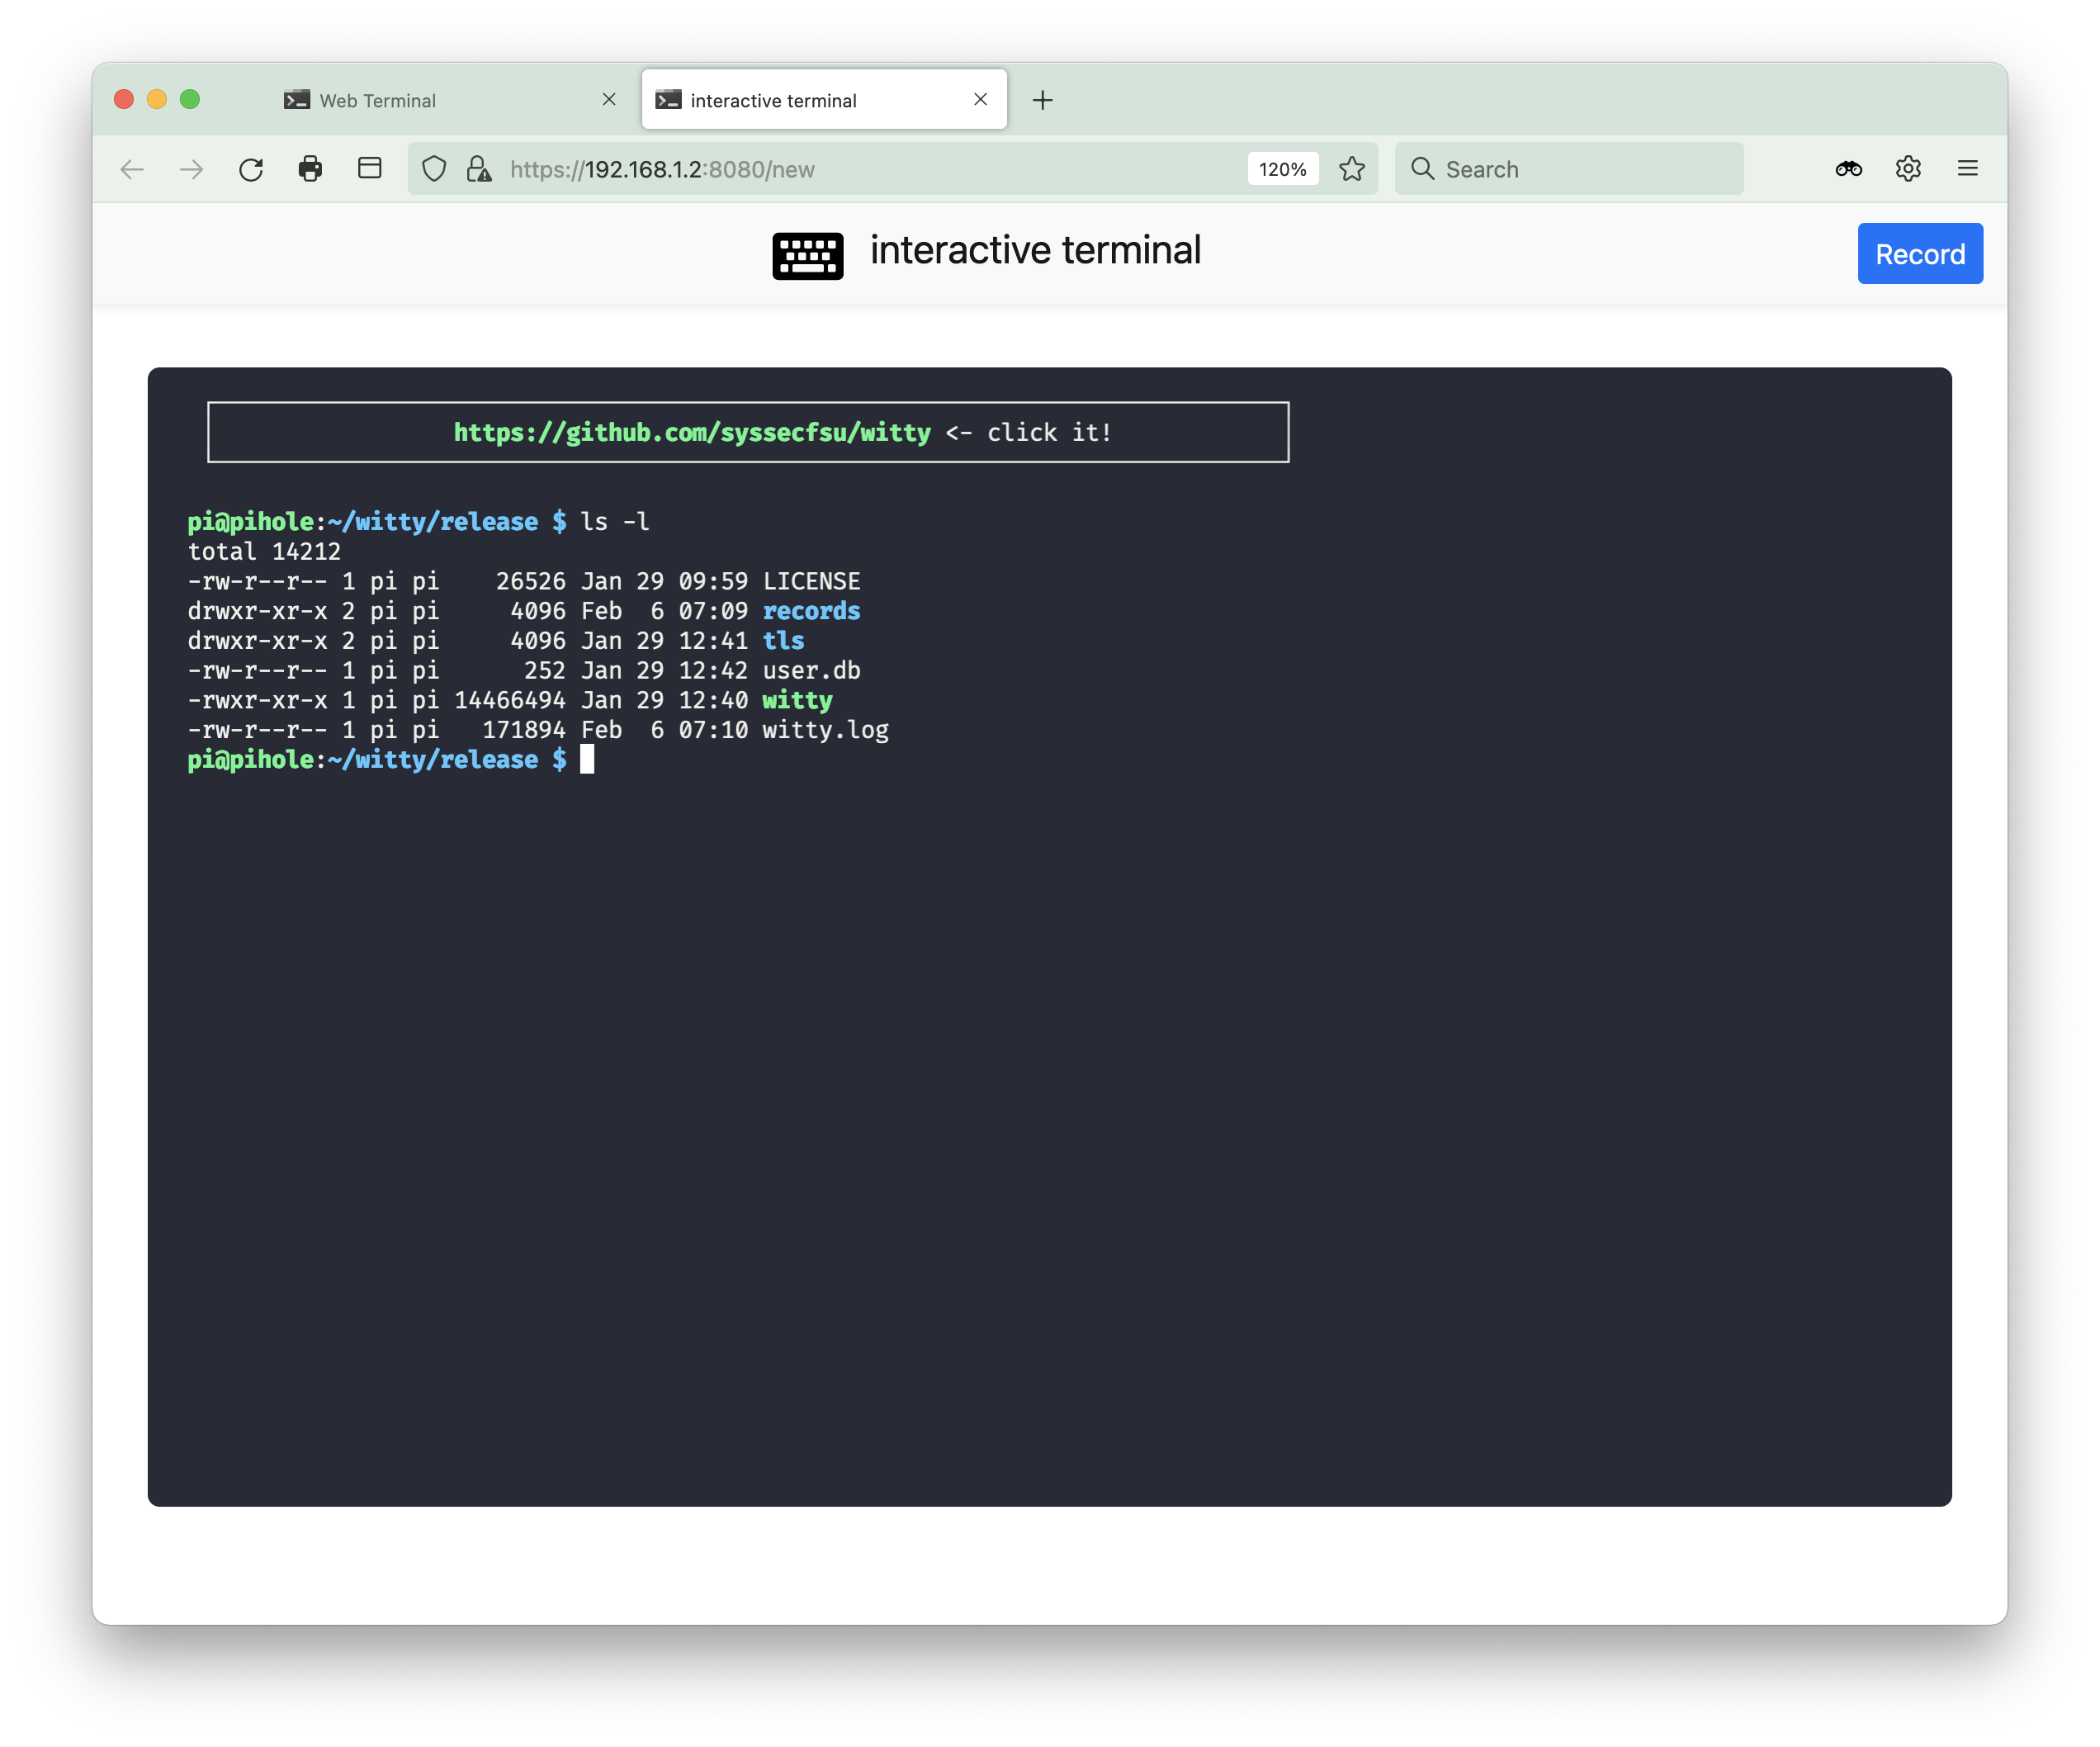 Web Terminal
interactive terminal
https://192.168.1.2:8080/new
120%
Search
interactive terminal
Record
https://github.com/syssecfsu/witty <- click it!
pi@pihole:~/witty/release $ ls -l
total 14212
-rw-r--r-- 1 pi pi    26526 Jan 29 09:59 LICENSE
drwxr-xr-x 2 pi pi     4096 Feb  6 07:09 records
drwxr-xr-x 2 pi pi     4096 Jan 29 12:41 tls
-rw-r--r-- 1 pi pi      252 Jan 29 12:42 user.db
-rwxr-xr-x 1 pi pi 14466494 Jan 29 12:40 witty
-rw-r--r-- 1 pi pi   171894 Feb  6 07:10 witty.log
pi@pihole:~/witty/release $